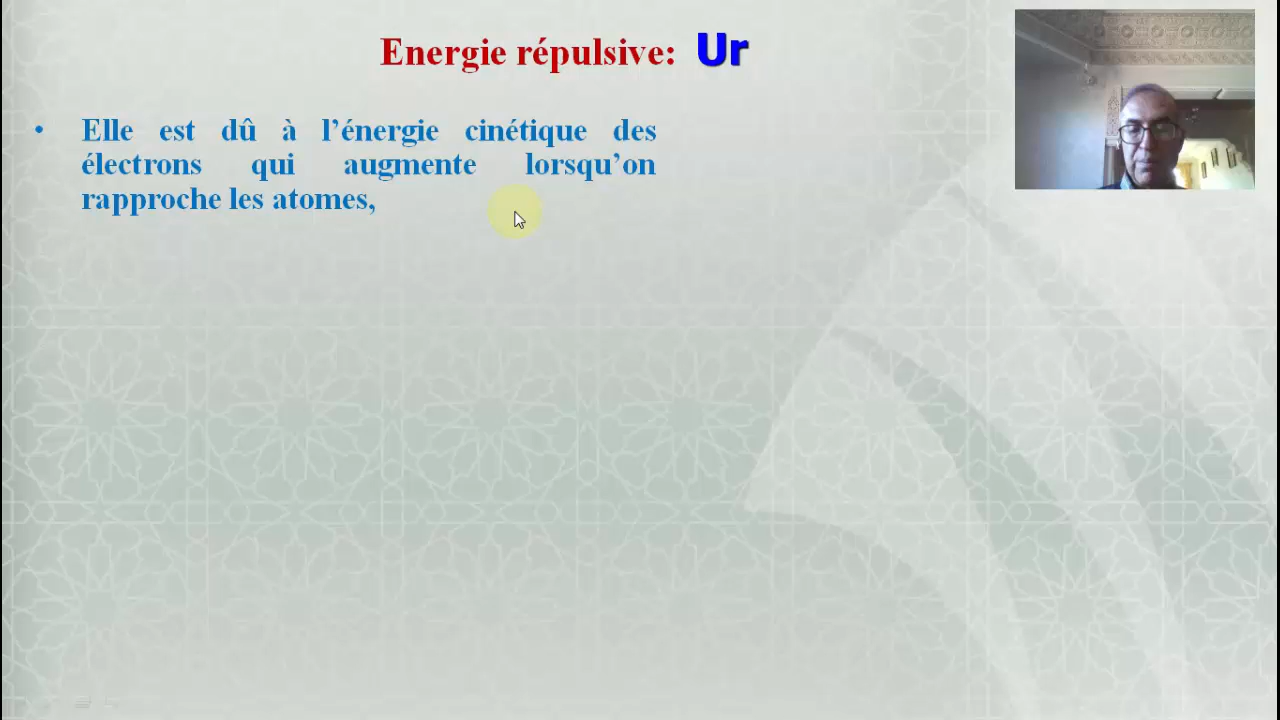 Energie répulsive: Ur
• Elle est dû à l’énergie cinétique des
électrons qui augmente lorsqu’on
rapproche les atomes,